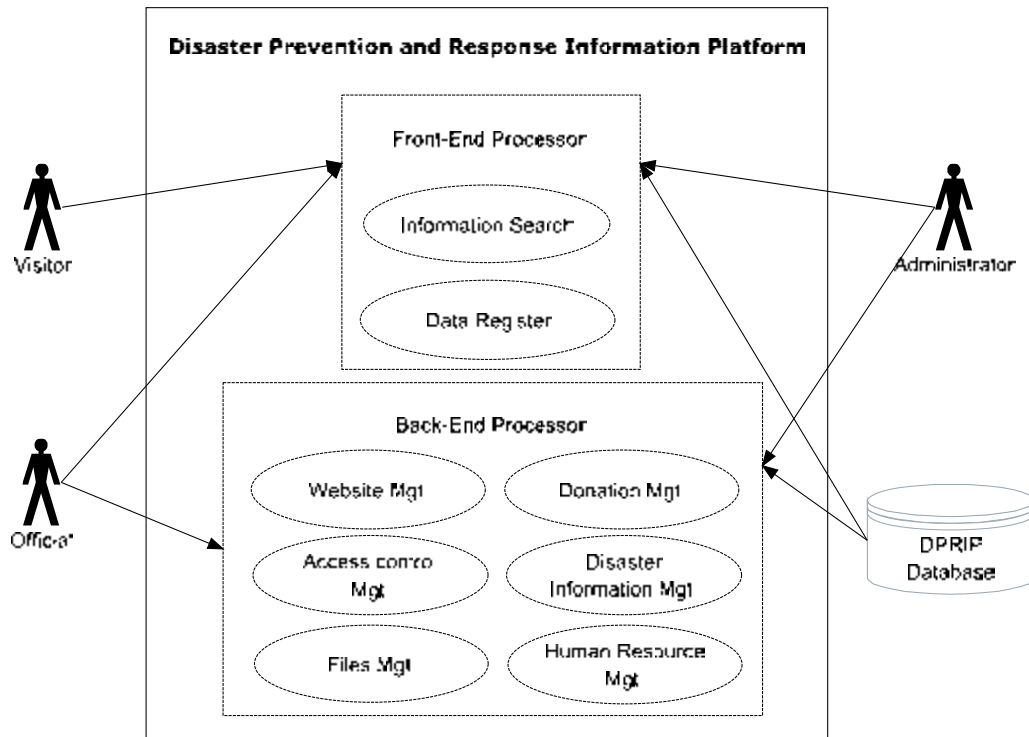 Disaster Prevention and Response Information Platform
Front-End Processor
Information Search
Data Register
Visitor
Administrator
Back-End Processor
Website Mgt
Donation Mgt
Access control
Mgt
Disaster
Information Mgt
Files Mgt
Human Resource
Mgt
Official
DPRIP
Database